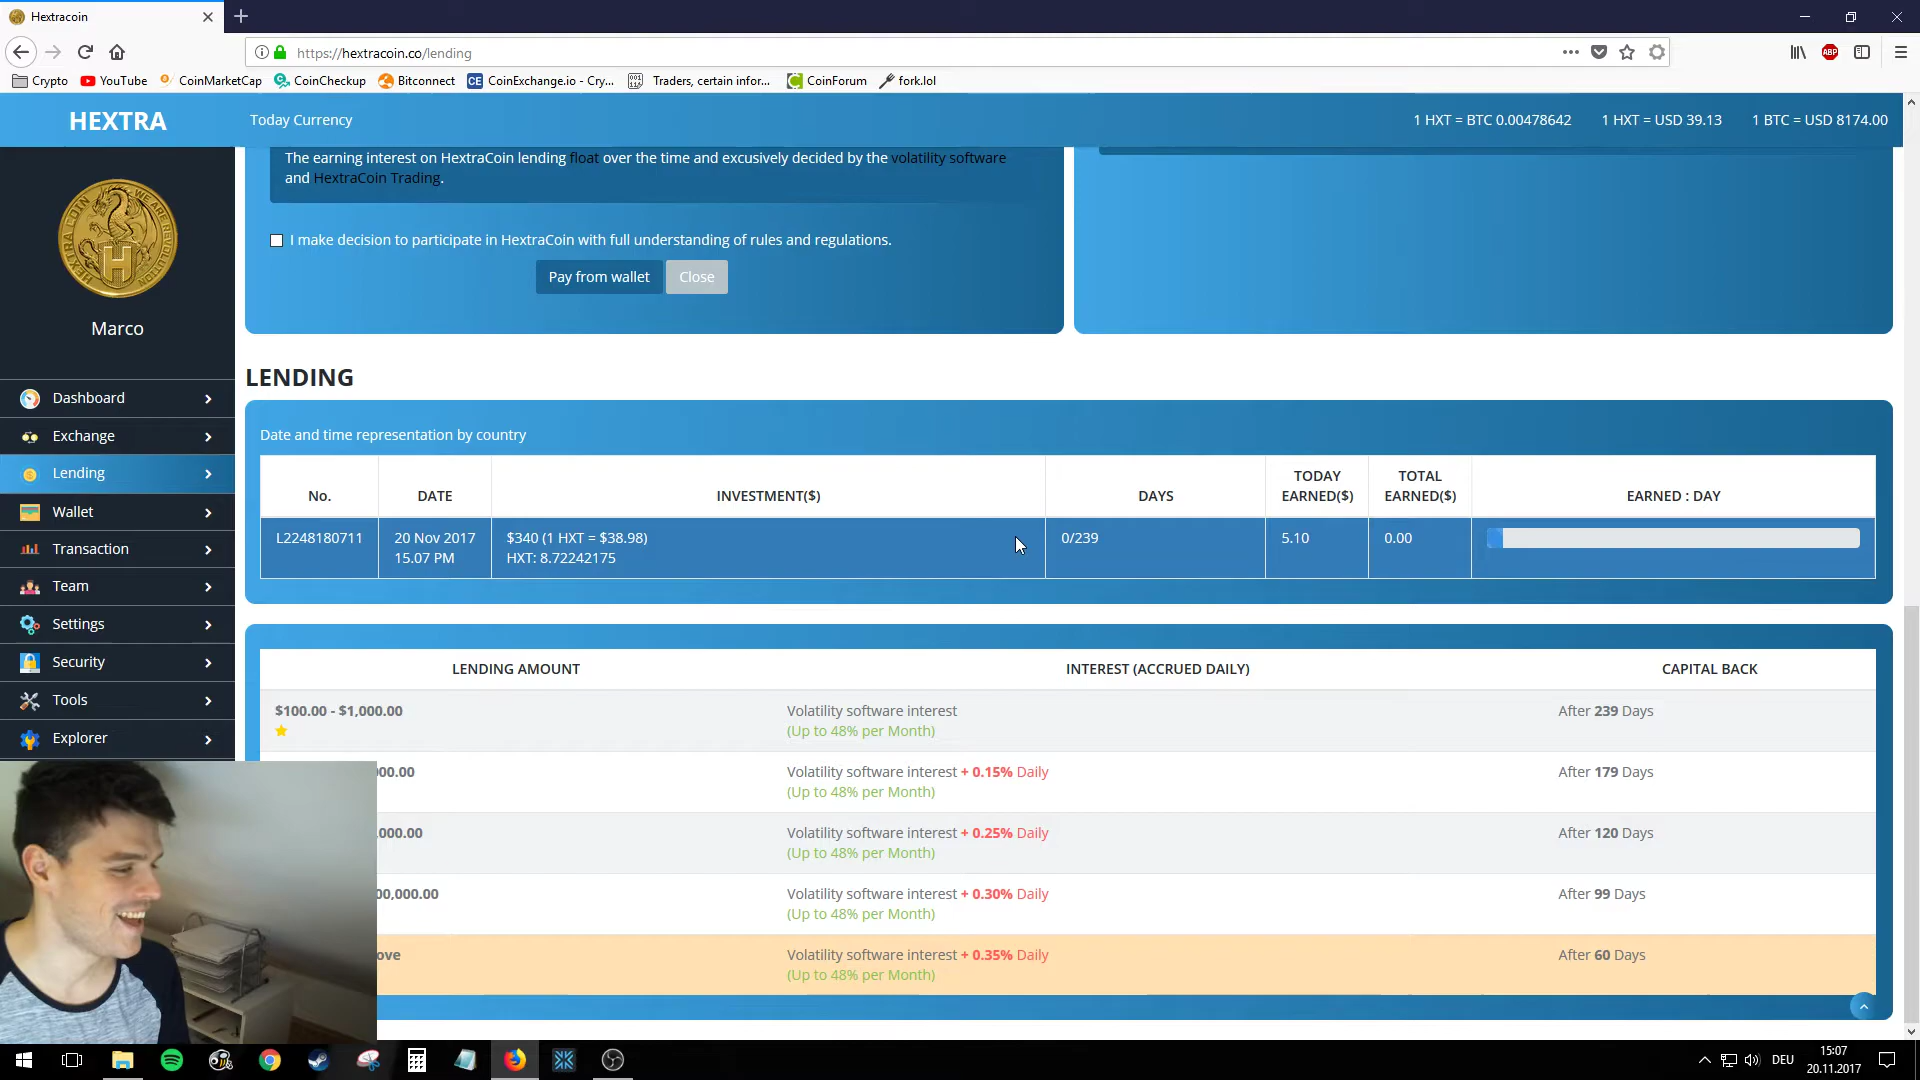 Hextracoin
https://hextracoin.co/lending
Crypto YouTube CoinMarketCap CoinCheckup Bitconnect CoinExchange.io - Cry... Traders, certain infor... CoinForum fork.lol
HEXTRA Today Currency 1 HXT = BTC 0.00478642 1 HXT = USD 39.13 1 BTC = USD 8174.00
The earning interest on HextraCoin lending float over the time and excusively decided by the volatility software
and HextraCoin Trading.
I make decision to participate in HextraCoin with full understanding of rules and regulations.
Pay from wallet Close
Marco
Dashboard
Exchange
Lending
Wallet
Transaction
Team
Settings
Security
Tools
Explorer
LENDING
Date and time representation by country
No. DATE INVESTMENT($) DAYS TODAY EARNED($) TOTAL EARNED($) EARNED : DAY
L2248180711 20 Nov 2017 $340 (1 HXT = $38.98) 0/239 5.10 0.00
15.07 PM HXT: 8.72242175
LENDING AMOUNT INTEREST (ACCRUED DAILY) CAPITAL BACK
$100.00 - $1,000.00 Volatility software interest After 239 Days
(Up to 48% per Month)
00.00 Volatility software interest + 0.15% Daily After 179 Days
(Up to 48% per Month)
000.00 Volatility software interest + 0.25% Daily After 120 Days
(Up to 48% per Month)
00,000.00 Volatility software interest + 0.30% Daily After 99 Days
(Up to 48% per Month)
ove Volatility software interest + 0.35% Daily After 60 Days
(Up to 48% per Month)
DEU 15:07
20.11.2017